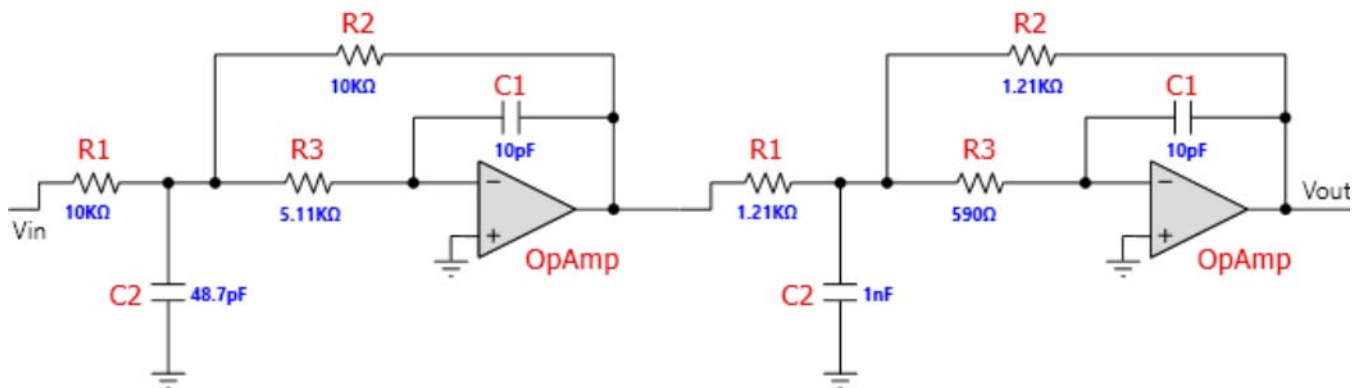 R2
10KΩ
C1
10pF
R1
10KΩ
R3
5.11KΩ
−
+
Vin
OpAmp
C2
48.7pF
R2
1.21KΩ
C1
10pF
R1
1.21KΩ
R3
590Ω
−
+
Vout
OpAmp
C2
1nF